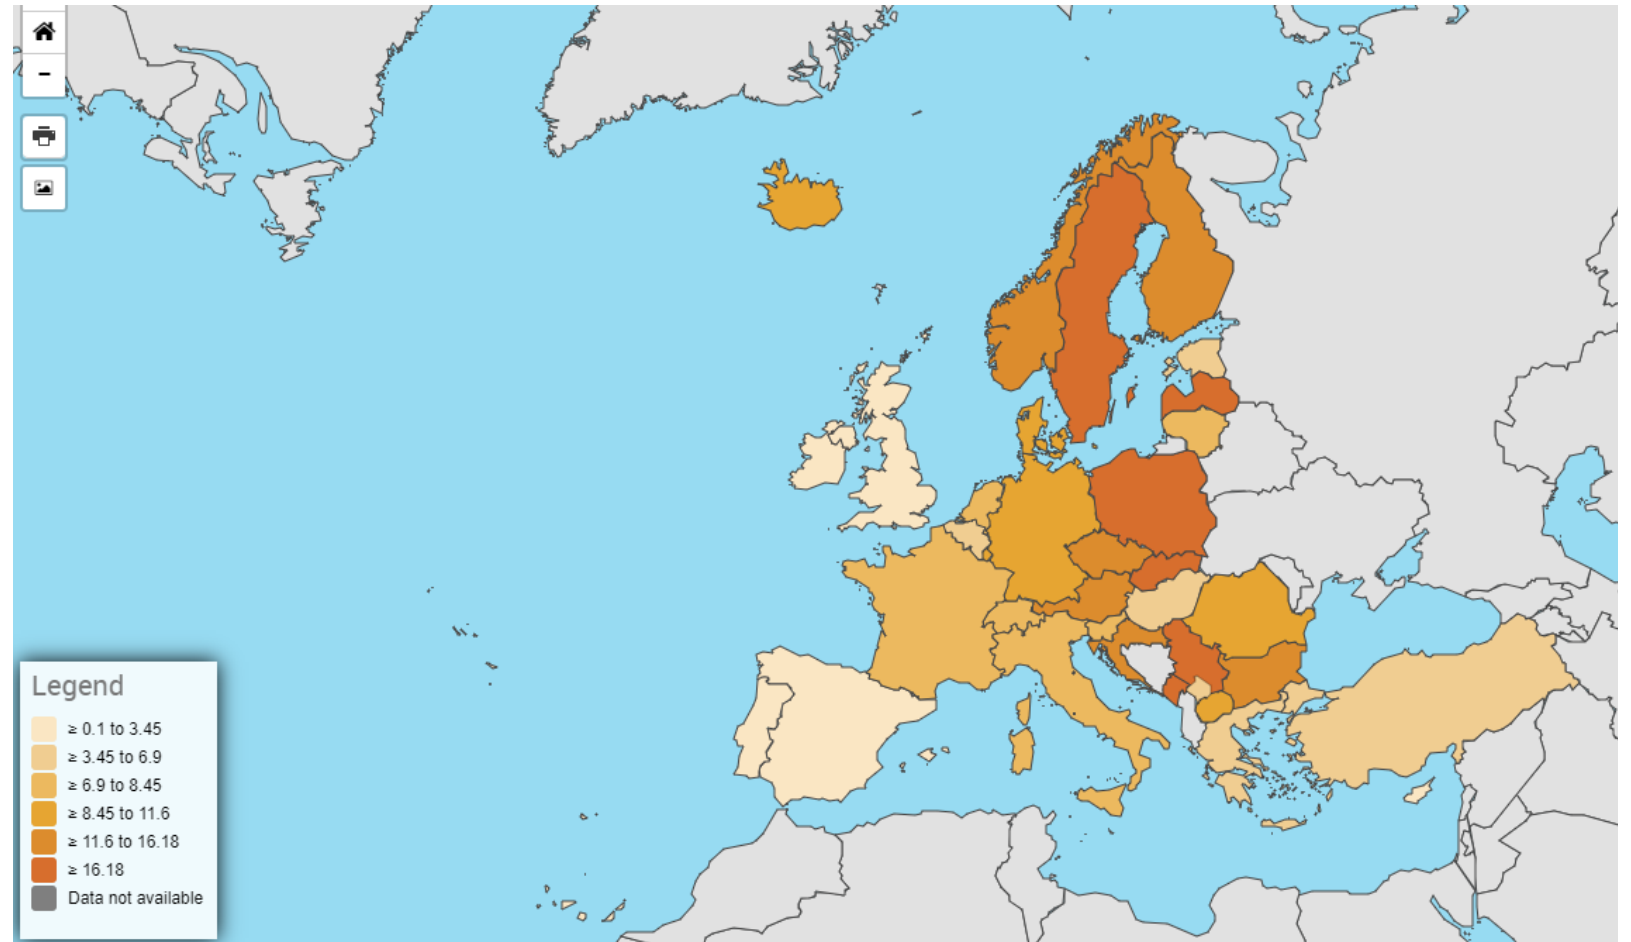 Legend
≥ 0.1 to 3.45
≥ 3.45 to 6.9
≥ 6.9 to 8.45
≥ 8.45 to 11.6
≥ 11.6 to 16.18
≥ 16.18
Data not available